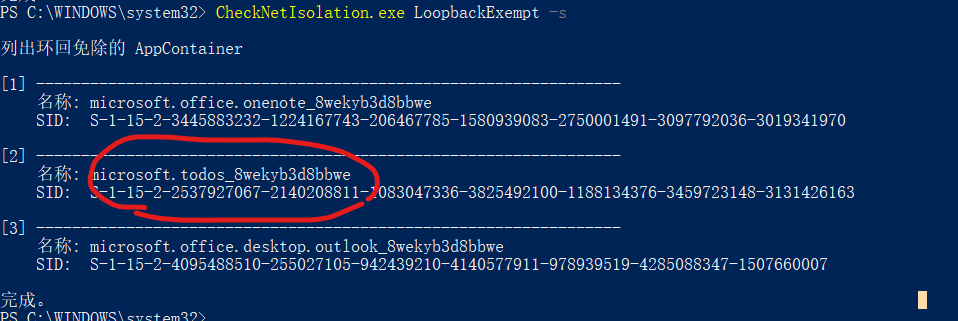 PS C:\WINDOWS\system32> CheckNetIsolation.exe LoopbackExempt -s
列出环回免除的 AppContainer
[1] -----------------------------------------------------------------
名称: microsoft.office.onenote_8wekyb3d8bbwe
SID: S-1-15-2-3445883232-1224167743-206467785-1580939083-2750001491-3097792036-3019341970
[2] -----------------------------------------------------------------
名称: microsoft.todos_8wekyb3d8bbwe
SID: S-1-15-2-2537927067-2140208811-1083047336-3825492100-1188134376-3459723148-3131426163
[3] -----------------------------------------------------------------
名称: microsoft.office.desktop.outlook_8wekyb3d8bbwe
SID: S-1-15-2-4095488510-255027105-942439210-4140577911-978939519-4285088347-1507660007
完成。
PS C:\WINDOWS\system32>